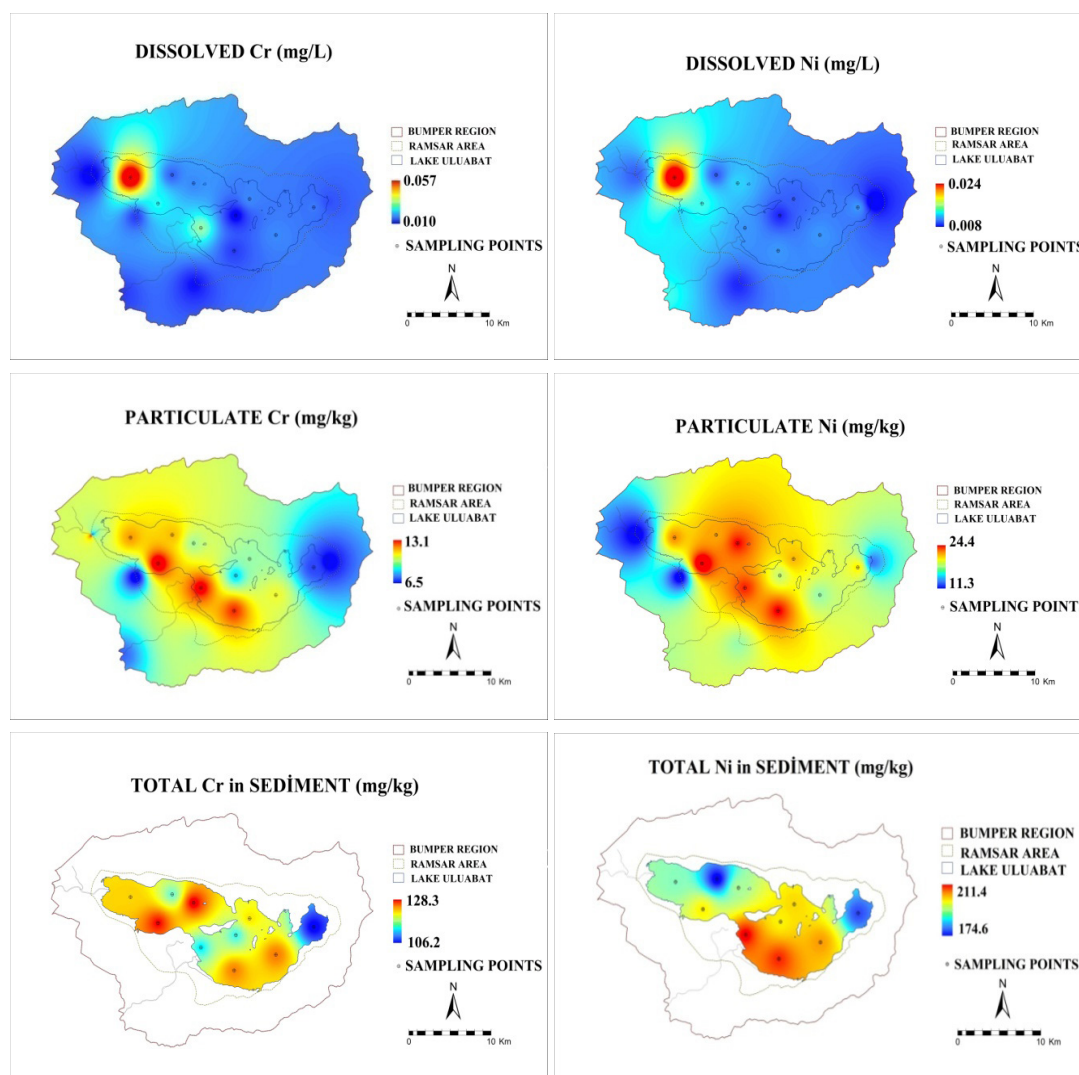 DISSOLVED Cr (mg/L)
BUMPER REGION
RAMSAR AREA
LAKE ULUABAT
0.057
0.010
SAMPLING POINTS
N
0 10 Km
DISSOLVED Ni (mg/L)
BUMPER REGION
RAMSAR AREA
LAKE ULUABAT
0.024
0.008
SAMPLING POINTS
N
0 10 Km
PARTICULATE Cr (mg/kg)
BUMPER REGION
RAMSAR AREA
LAKE ULUABAT
13.1
6.5
SAMPLING POINTS
N
0 10 Km
PARTICULATE Ni (mg/kg)
BUMPER REGION
RAMSAR AREA
LAKE ULUABAT
24.4
11.3
SAMPLING POINT
N
0 10 Km
TOTAL Cr in SEDİMENT (mg/kg)
BUMPER REGION
RAMSAR AREA
LAKE ULUABAT
128.3
106.2
SAMPLING POINTS
N
0 10 Km
TOTAL Ni in SEDİMENT (mg/kg)
BUMPER REGION
RAMSAR AREA
LAKE ULUABAT
211.4
174.6
SAMPLING POINTS
N
0 10 Km